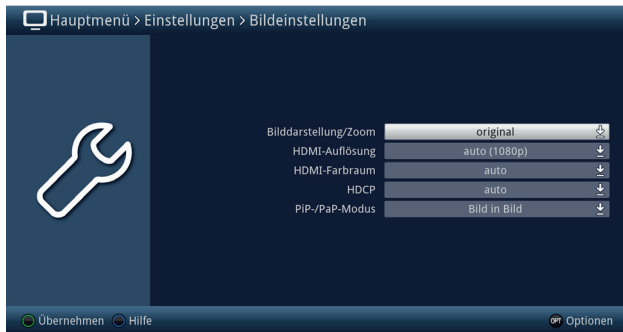 Hauptmenü > Einstellungen > Bildeinstellungen
Bilddarstellung/Zoom original
HDMI-Auflösung auto (1080p)
HDMI-Farbraum auto
HDCP auto
PiP-/PaP-Modus Bild in Bild
Übernehmen Hilfe OPT Optionen